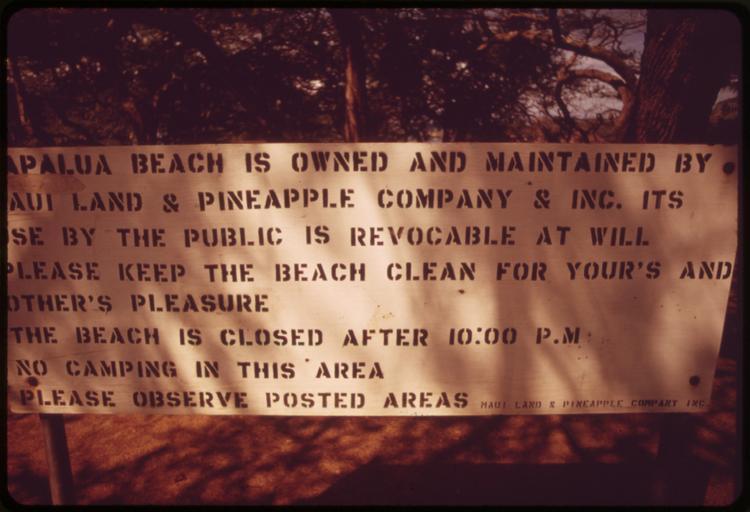 APALUA BEACH IS OWNED AND MAINTAINED BY
AUI LAND & PINEAPPLE COMPANY & INC. ITS
SE BY THE PUBLIC IS REVOCABLE AT WILL
PLEASE KEEP THE BEACH CLEAN FOR YOUR'S AND
OTHER'S PLEASURE
THE BEACH IS CLOSED AFTER 10:00 P.M
NO CAMPING IN THIS AREA
PLEASE OBSERVE POSTED AREAS MAUI LAND & PINEAPPLE COMPANY INC.